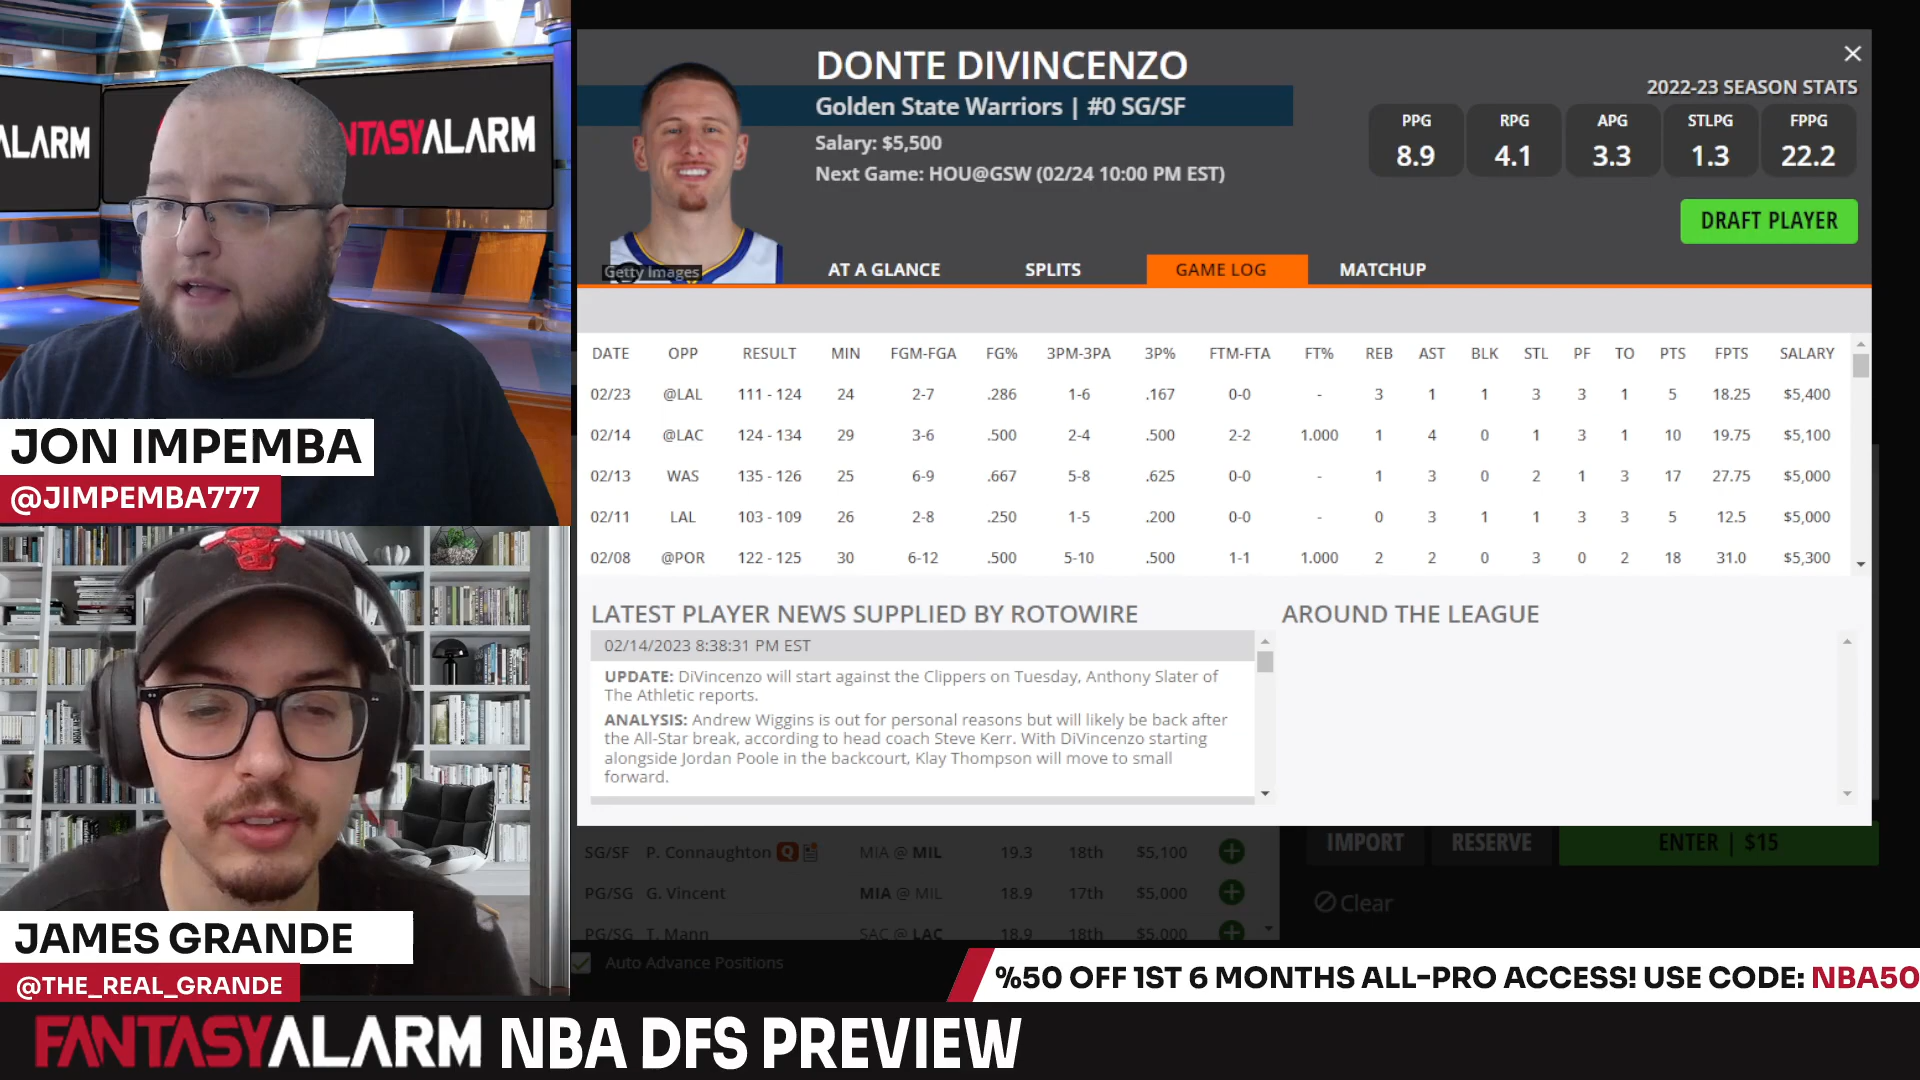 ALARM
FANTASYALARM
JON IMPEMBA
@JIMPEMBA777
JAMES GRANDE
@THE_REAL_GRANDE
DONTE DIVINCENZO
Golden State Warriors | #0 SG/SF
Salary: $5,500
Next Game: HOU@GSW (02/24 10:00 PM EST)
Getty Images
×
2022-23 SEASON STATS
PPG RPG APG STLPG FPPG
8.9 4.1 3.3 1.3 22.2
DRAFT PLAYER
AT A GLANCE SPLITS GAME LOG MATCHUP
DATE OPP RESULT MIN FGM-FGA FG% 3PM-3PA 3P% FTM-FTA FT% REB AST BLK STL PF TO PTS FPTS SALARY
02/23 @LAL 111 - 124 24 2-7 .286 1-6 .167 0-0 - 3 1 1 3 3 1 5 18.25 $5,400
02/14 @LAC 124 - 134 29 3-6 .500 2-4 .500 2-2 1.000 1 4 0 1 3 1 10 19.75 $5,100
02/13 WAS 135 - 126 25 6-9 .667 5-8 .625 0-0 - 1 3 0 2 1 3 17 27.75 $5,000
02/11 LAL 103 - 109 26 2-8 .250 1-5 .200 0-0 - 0 3 1 1 3 3 5 12.5 $5,000
02/08 @POR 122 - 125 30 6-12 .500 5-10 .500 1-1 1.000 2 2 0 3 0 2 18 31.0 $5,300
LATEST PLAYER NEWS SUPPLIED BY ROTOWIRE
02/14/2023 8:38:31 PM EST
UPDATE: DiVincenzo will start against the Clippers on Tuesday, Anthony Slater of
The Athletic reports.
ANALYSIS: Andrew Wiggins is out for personal reasons but will likely be back after
the All-Star break, according to head coach Steve Kerr. With DiVincenzo starting
alongside Jordan Poole in the backcourt, Klay Thompson will move to small
forward.
AROUND THE LEAGUE
SG/SF P. Connaughton Q MIA @ MIL 19.3 18th $5,100
PG/SG G. Vincent MIA @ MIL 18.9 17th $5,000
PG/SG T. Mann SAC @ LAC 18.9 18th $5,000
Auto Advance Positions
IMPORT RESERVE ENTER | $15
Clear
%50 OFF 1ST 6 MONTHS ALL-PRO ACCESS! USE CODE: NBA50
FANTASYALARM NBA DFS PREVIEW